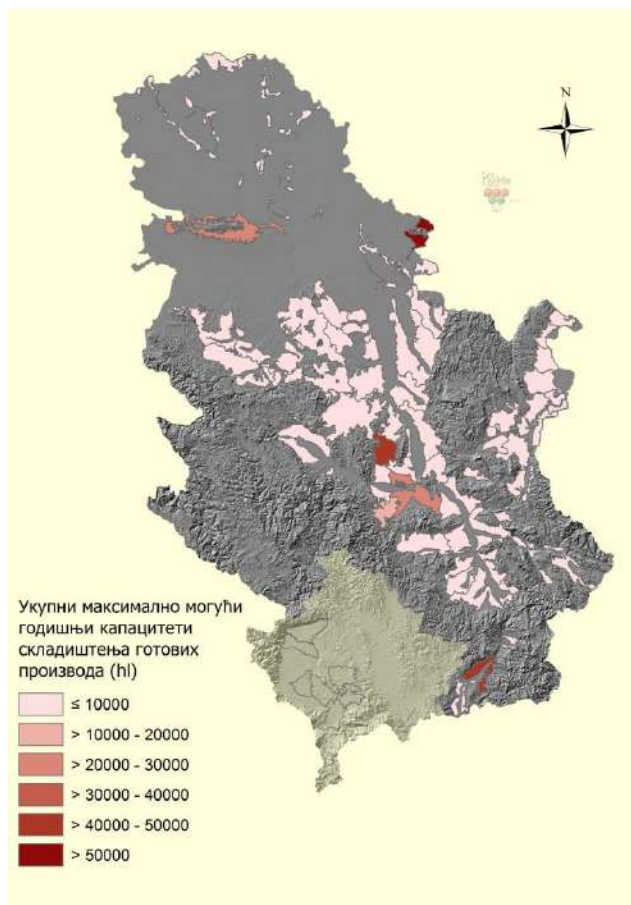 N
Укупни максимално могући
годишњи капацитети
складиштења готових
производа (hl)
≤ 10000
> 10000 - 20000
> 20000 - 30000
> 30000 - 40000
> 40000 - 50000
> 50000